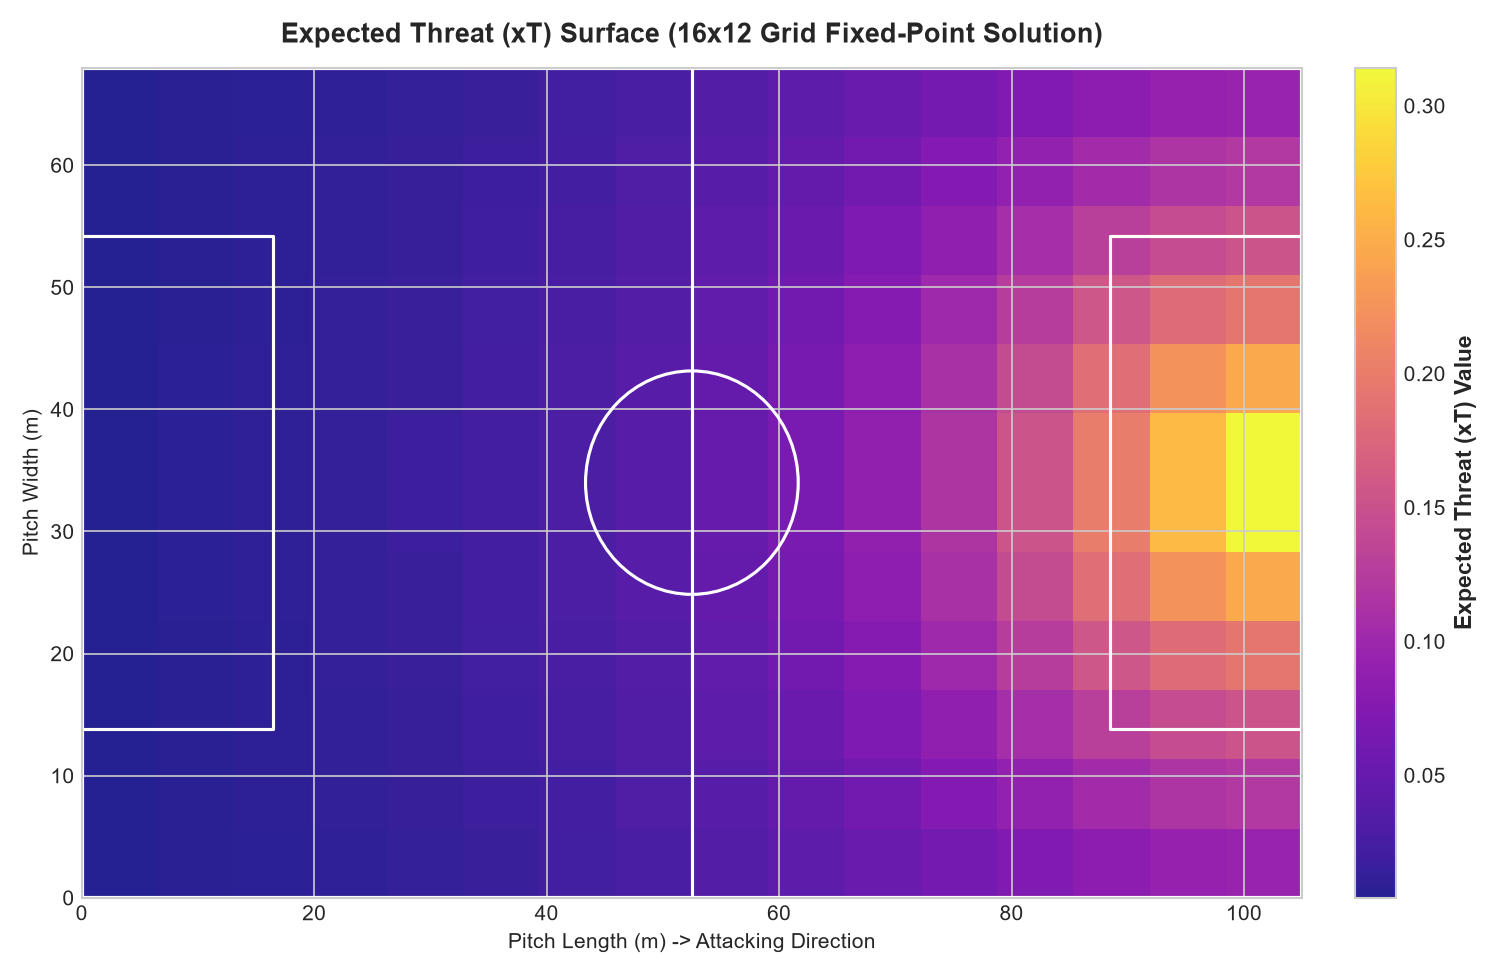 Expected Threat (xT) Surface (16x12 Grid Fixed-Point Solution)
Pitch Width (m)
60
50
40
30
20
10
0
0 20 40 60 80 100
Pitch Length (m) -> Attacking Direction
0.30
0.25
0.20
0.15
0.10
0.05
Expected Threat (xT) Value